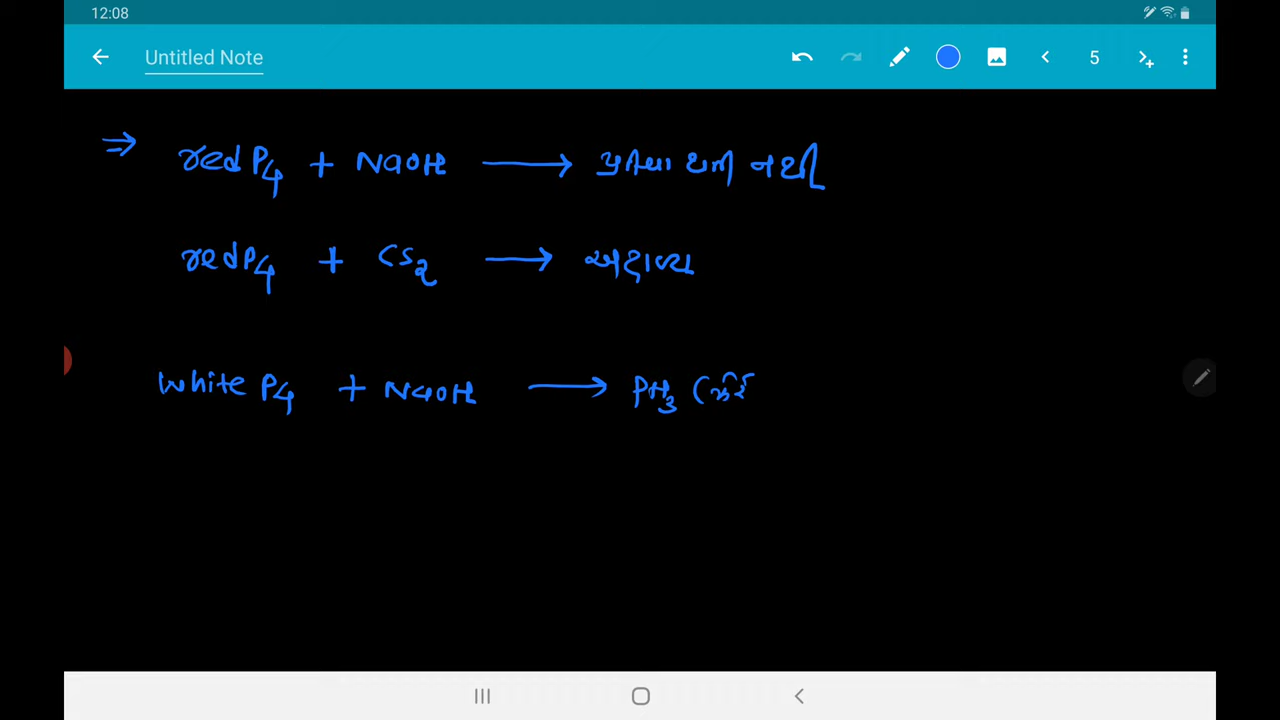 12:08
Untitled Note
5
⇒ red P4 + NaOH ⟶ પ્રક્રિયા થતી નથી
red P4 + CS2 ⟶ અદ્રાવ્ય
white P4 + NaOH ⟶ PH3 (